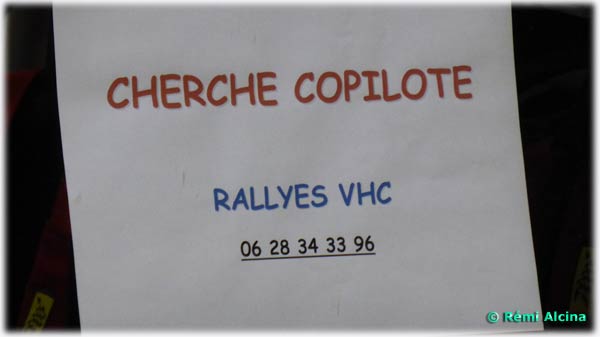 CHERCHE COPILOTE
RALLYES VHC
06 28 34 33 96
© Rémi Alcina